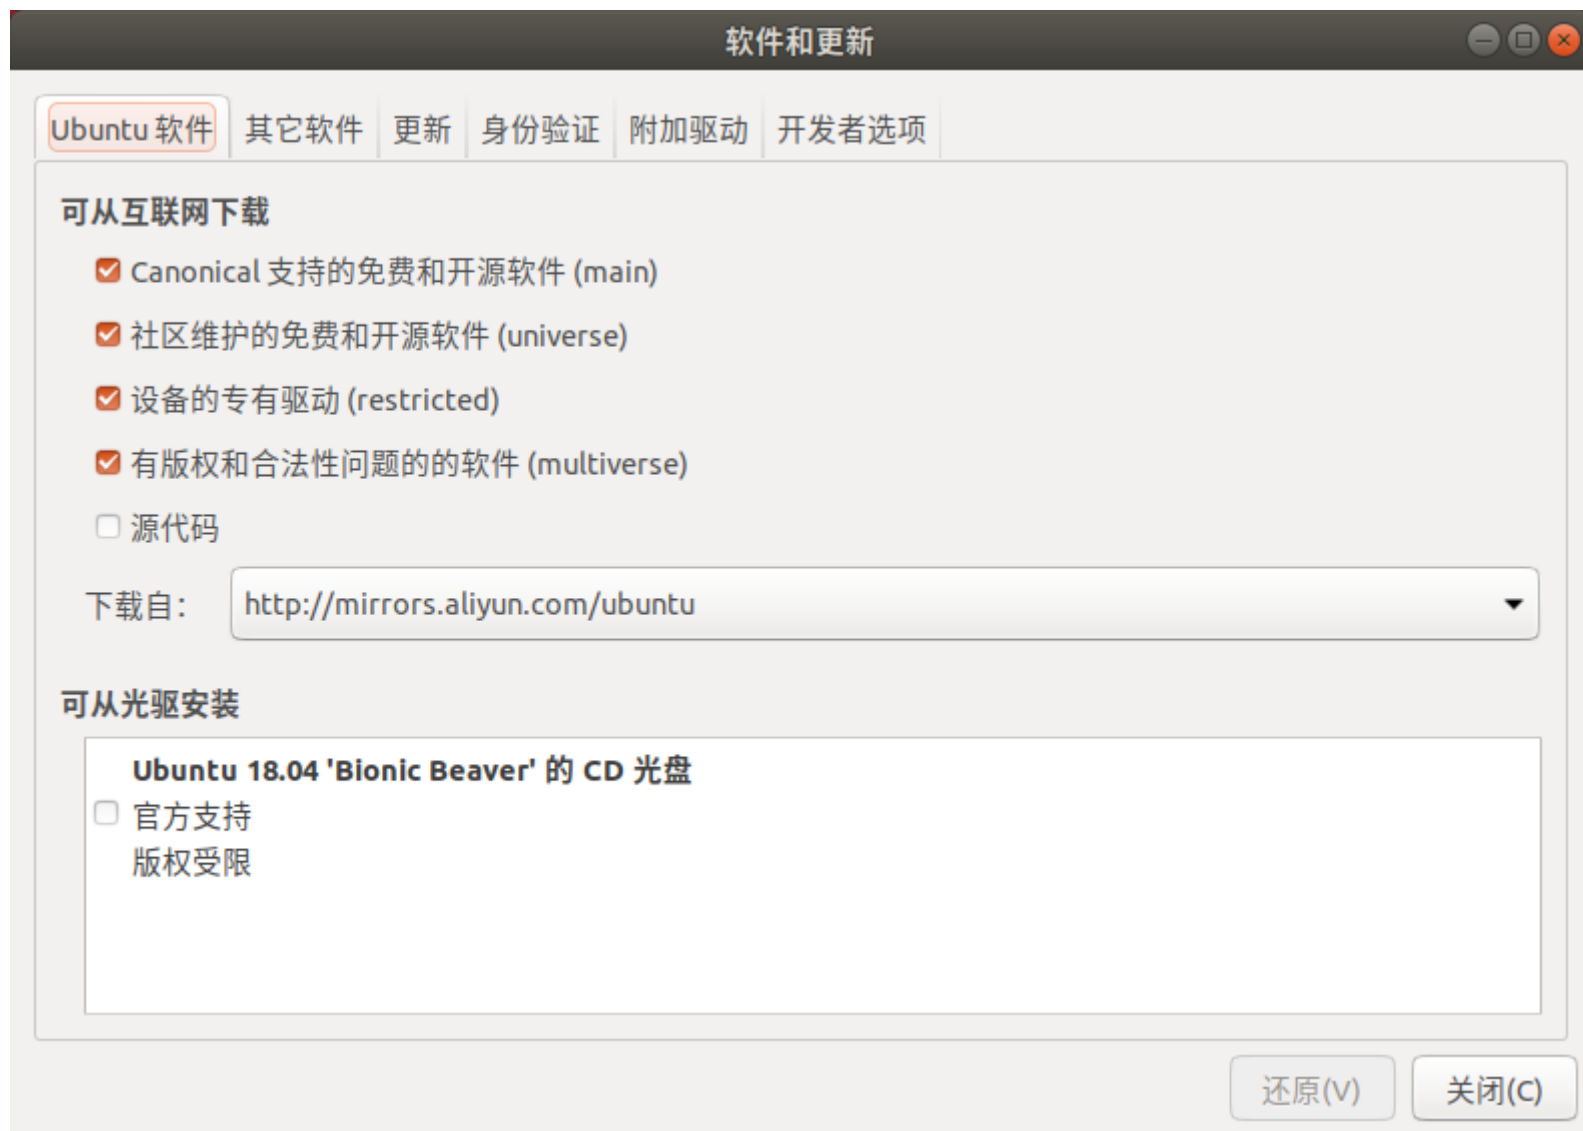 软件和更新
Ubuntu 软件 其它软件 更新 身份验证 附加驱动 开发者选项
可从互联网下载
Canonical 支持的免费和开源软件 (main)
社区维护的免费和开源软件 (universe)
设备的专有驱动 (restricted)
有版权和合法性问题的的软件 (multiverse)
源代码
下载自： http://mirrors.aliyun.com/ubuntu
可从光驱安装
Ubuntu 18.04 'Bionic Beaver' 的 CD 光盘
官方支持
版权受限
还原(V) 关闭(C)